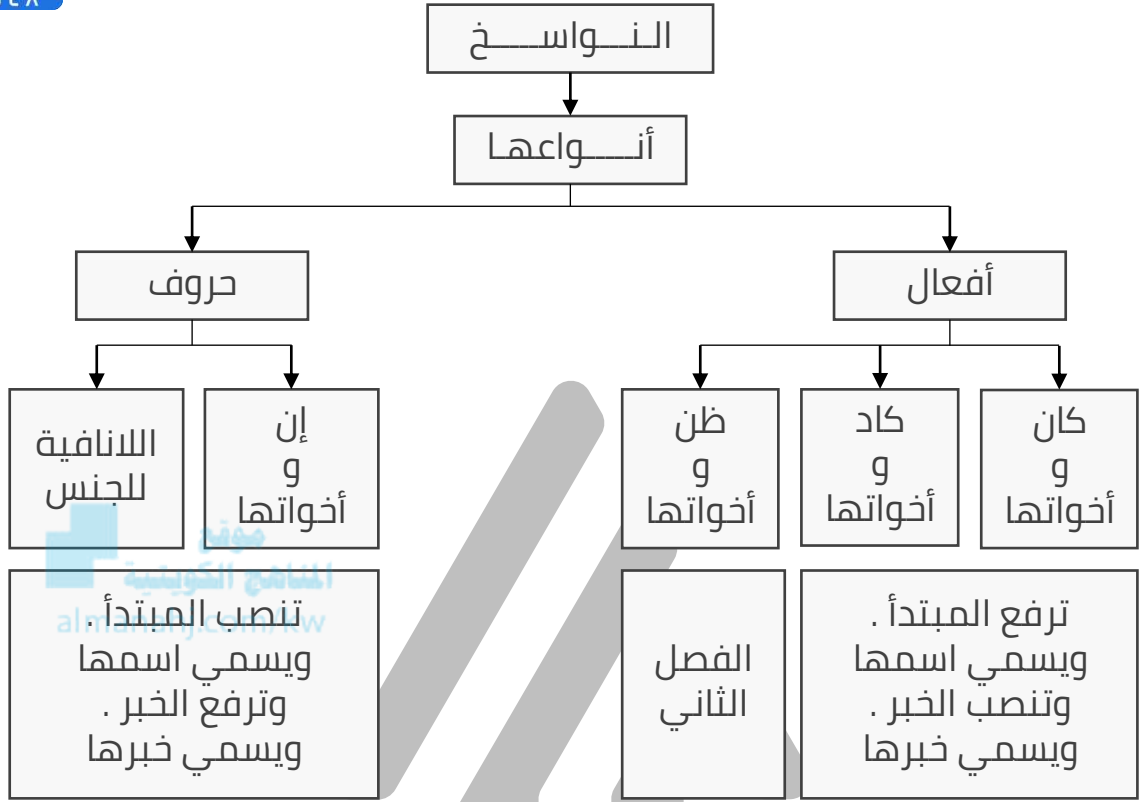 النواسخ
أنواعها
أفعال
حروف
كان
و
أخواتها
كاد
و
أخواتها
ظن
و
أخواتها
إن
و
أخواتها
اللانافية
للجنس
ترفع المبتدأ .
ويسمي اسمها
وتنصب الخبر .
ويسمي خبرها
الفصل
الثاني
تنصب المبتدأ .
ويسمي اسمها
وترفع الخبر .
ويسمي خبرها
موقع
المناهج الكويتية
almanahj.com/kw